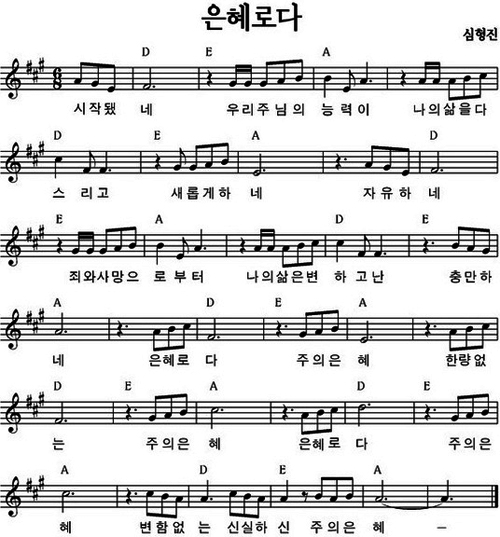 은혜로다
심형진
D E A
시작됐 네 우리주님의 능력이 나의삶을다
D E A D
스리고 새롭게하 네 자유하 네
E A D E
죄와사망으 로부터 나의삶은변 하고난 충만하
A D E A
네 은혜로 다 주의은 혜 한량없
D E A D E
는 주의은 혜 은혜로 다 주의은
A D E A
혜 변함없 는 신실하 신 주의은 혜 –